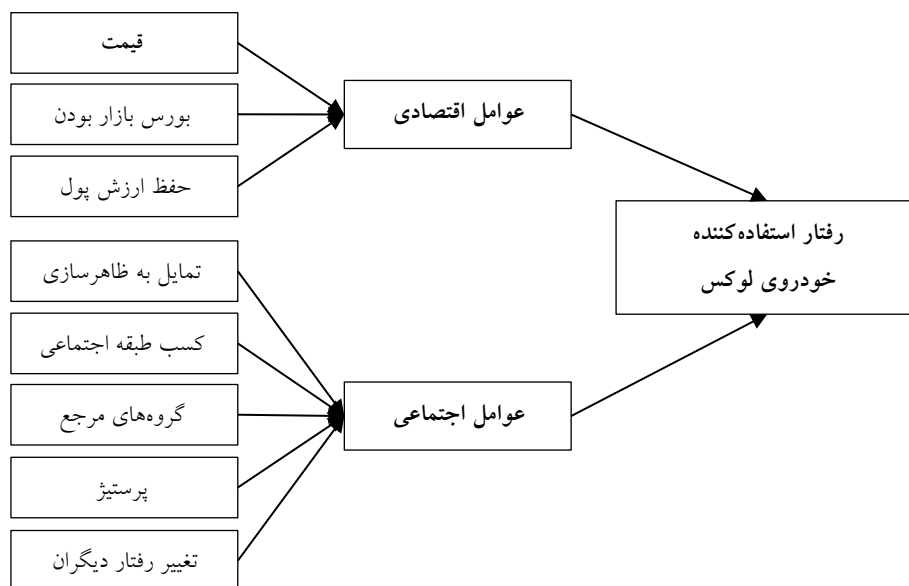 قیمت
بورس بازار بودن
حفظ ارزش پول
عوامل اقتصادی
رفتار استفاده‌کننده
خودروی لوکس
تمایل به ظاهرسازی
کسب طبقه اجتماعی
گروه‌های مرجع
پرستیژ
تغییر رفتار دیگران
عوامل اجتماعی